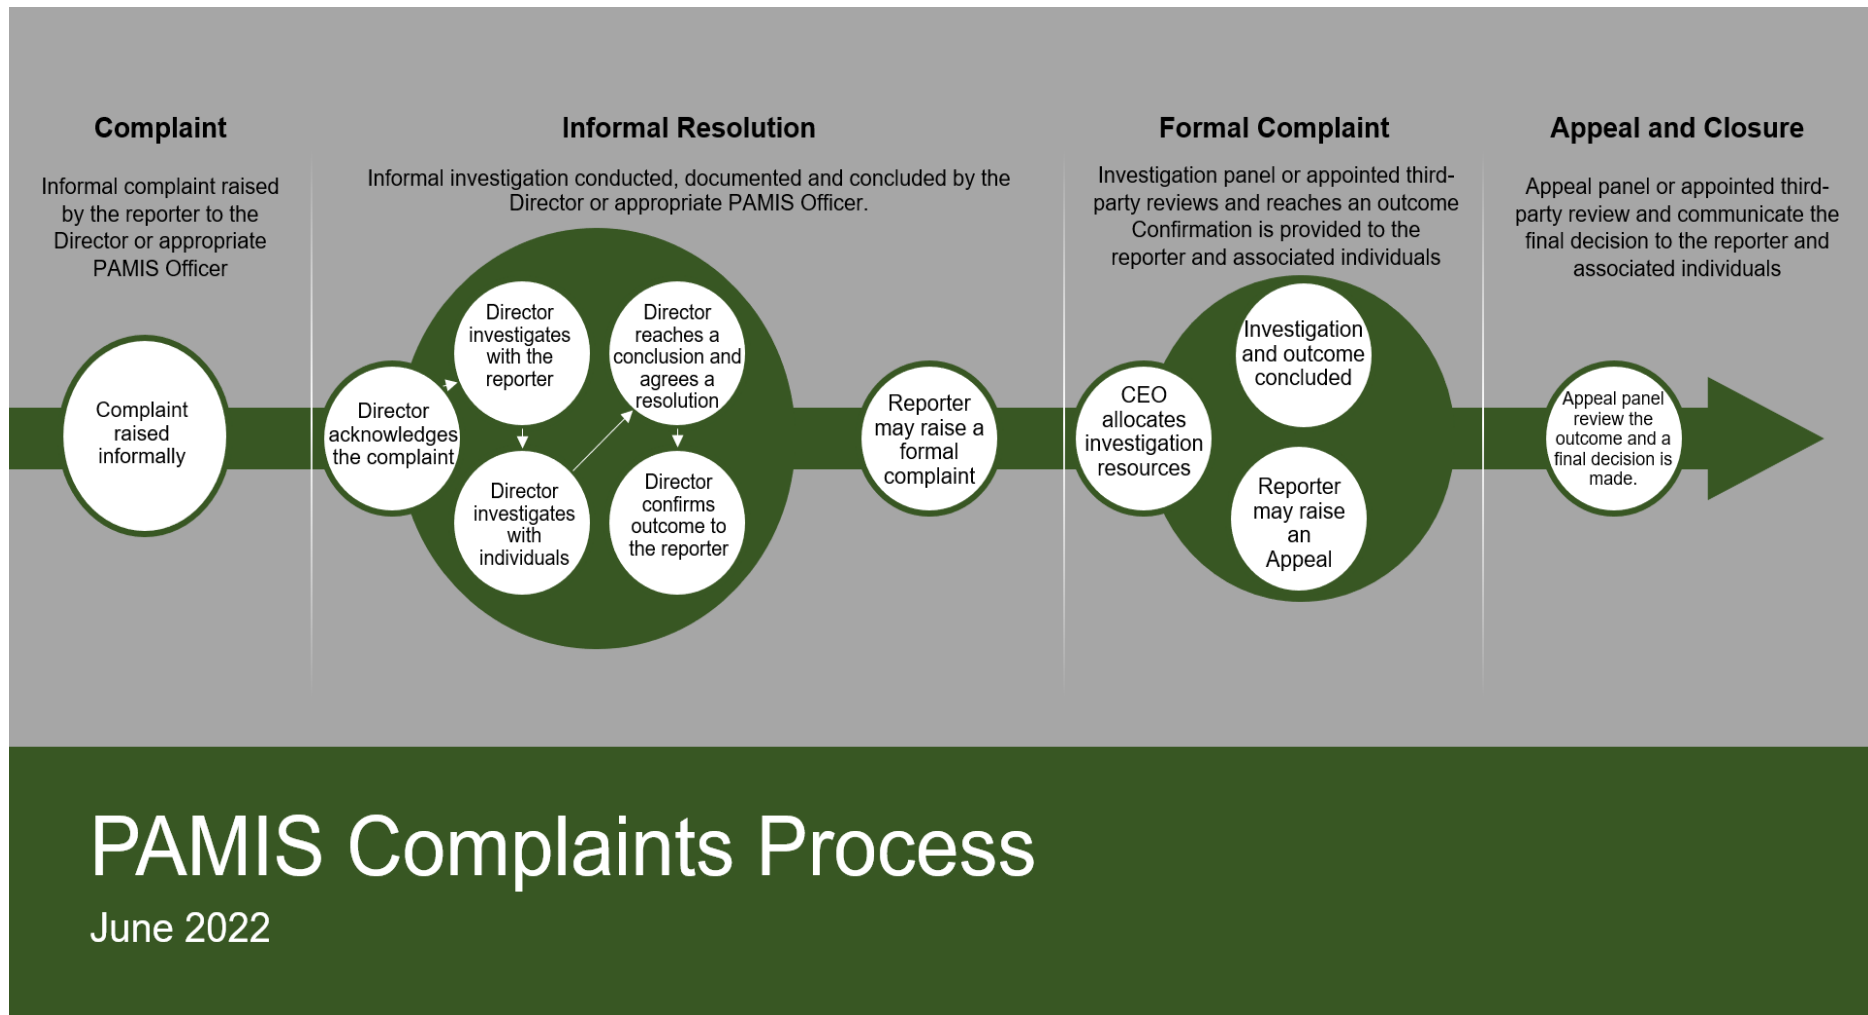 Complaint
Informal complaint raised
by the reporter to the
Director or appropriate
PAMIS Officer
Complaint
raised
informally
Informal Resolution
Informal investigation conducted, documented and concluded by the
Director or appropriate PAMIS Officer.
Director
acknowledges
the complaint
Director
investigates
with the
reporter
Director
investigates
with
individuals
Director
reaches a
conclusion and
agrees a
resolution
Director
confirms
outcome to
the reporter
Reporter
may raise a
formal
complaint
Formal Complaint
Investigation panel or appointed third-
party reviews and reaches an outcome
Confirmation is provided to the
reporter and associated individuals
CEO
allocates
investigation
resources
Investigation
and outcome
concluded
Reporter
may raise
an
Appeal
Appeal and Closure
Appeal panel or appointed third-
party review and communicate the
final decision to the reporter and
associated individuals
Appeal panel
review the
outcome and a
final decision is
made.
PAMIS Complaints Process
June 2022